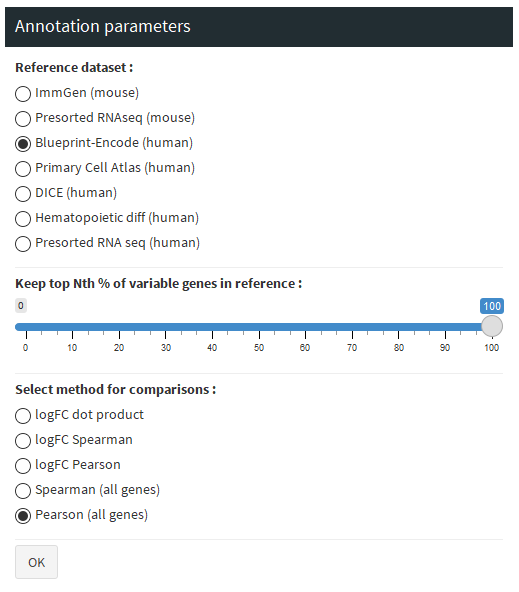 Annotation parameters
Reference dataset :
ImmGen (mouse)
Presorted RNAseq (mouse)
Blueprint-Encode (human)
Primary Cell Atlas (human)
DICE (human)
Hematopoietic diff (human)
Presorted RNA seq (human)
Keep top Nth % of variable genes in reference :
0 100
0 10 20 30 40 50 60 70 80 90 100
Select method for comparisons :
logFC dot product
logFC Spearman
logFC Pearson
Spearman (all genes)
Pearson (all genes)
OK